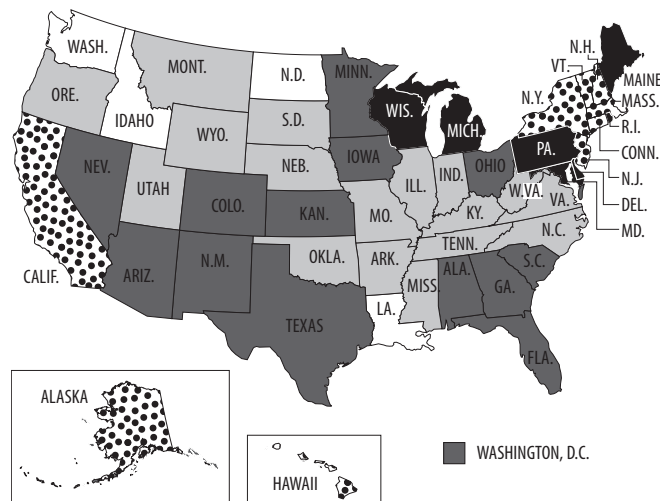 WASH.
MONT.
N.D.
MINN.
N.H.
VT.
MAINE
ORE.
IDAHO
WYO.
S.D.
WIS.
MICH.
N.Y.
MASS.
R.I.
CONN.
NEV.
UTAH
COLO.
NEB.
IOWA
ILL.
IND.
OHIO
PA.
N.J.
DEL.
MD.
CALIF.
KAN.
MO.
KY.
W.VA.
VA.
ARIZ.
N.M.
OKLA.
ARK.
TENN.
N.C.
TEXAS
LA.
MISS.
ALA.
GA.
S.C.
FLA.
ALASKA
HAWAII
WASHINGTON, D.C.